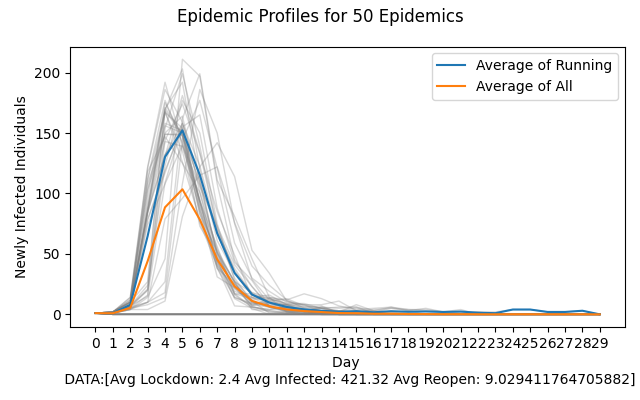 Epidemic Profiles for 50 Epidemics
Average of Running
Average of All
Newly Infected Individuals
200
150
100
50
0
0 1 2 3 4 5 6 7 8 9 10 11 12 13 14 15 16 17 18 19 20 21 22 23 24 25 26 27 28 29
Day
DATA:[Avg Lockdown: 2.4 Avg Infected: 421.32 Avg Reopen: 9.029411764705882]